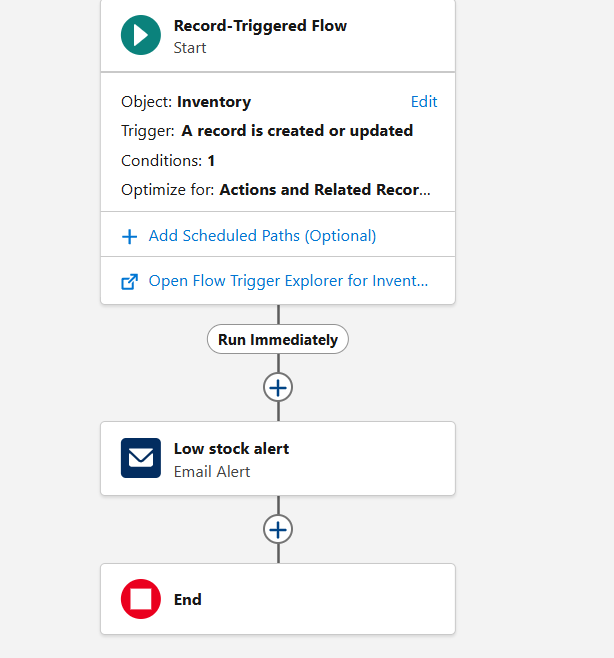 Record-Triggered Flow
Start
Object: Inventory Edit
Trigger: A record is created or updated
Conditions: 1
Optimize for: Actions and Related Recor...
Add Scheduled Paths (Optional)
Open Flow Trigger Explorer for Invent...
Run Immediately
Low stock alert
Email Alert
End